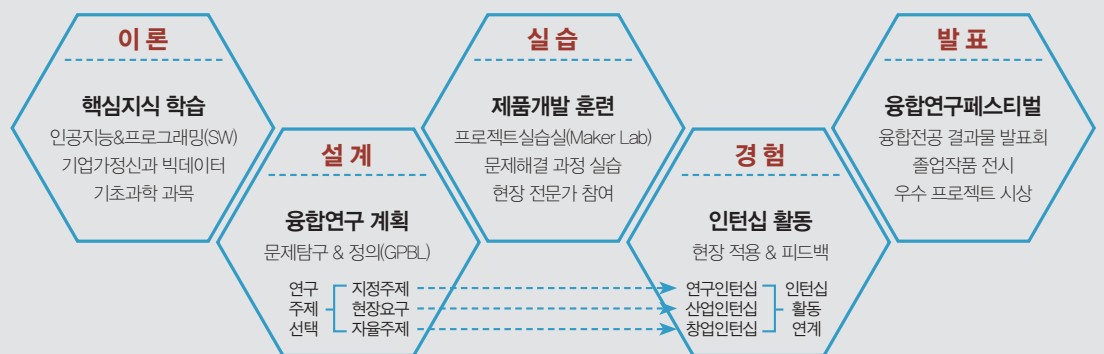 이 론
핵심지식 학습
인공지능&프로그래밍(SW)
기업가정신과 빅데이터
기초과학 과목
설 계
융합연구 계획
문제탐구 & 정의(GPBL)
연구
주제
선택
지정주제
현장요구
자율주제
실 습
제품개발 훈련
프로젝트실습실(Maker Lab)
문제해결 과정 실습
현장 전문가 참여
경 험
인턴십 활동
현장 적용 & 피드백
연구인턴십
산업인턴십
창업인턴십
인턴십
활동
연계
발 표
융합연구페스티벌
융합전공 결과물 발표회
졸업작품 전시
우수 프로젝트 시상